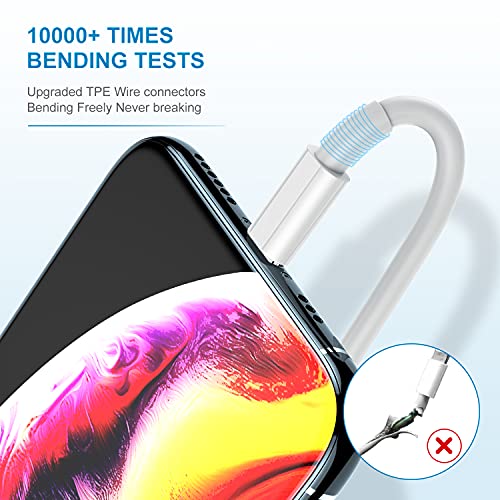 10000+ TIMES
BENDING TESTS
Upgraded TPE Wire connectors
Bending Freely Never breaking